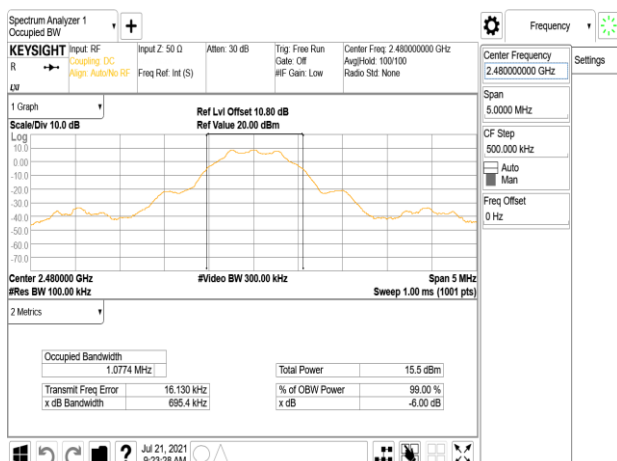 Spectrum Analyzer 1
Occupied BW
Frequency
KEYSIGHT
Input: RF
Coupling: DC
Align: Auto/No RF
Input Z: 50 Ω
Freq Ref: Int (S)
Atten: 30 dB
Trig: Free Run
Gate: Off
#IF Gain: Low
Center Freq: 2.480000000 GHz
Avg|Hold: 100/100
Radio Std: None
R
LXI
Center Frequency
2.480000000 GHz
Settings
Span
5.0000 MHz
CF Step
500.000 kHz
Auto
Man
Freq Offset
0 Hz
1 Graph
Scale/Div 10.0 dB
Ref Lvl Offset 10.80 dB
Ref Value 20.00 dBm
Log
10.0
0.00
-10.0
-20.0
-30.0
-40.0
-50.0
-60.0
-70.0
Center 2.480000 GHz
#Res BW 100.00 kHz
#Video BW 300.00 kHz
Span 5 MHz
Sweep 1.00 ms (1001 pts)
2 Metrics
Occupied Bandwidth
1.0774 MHz
Transmit Freq Error 16.130 kHz
x dB Bandwidth 695.4 kHz
Total Power 15.5 dBm
% of OBW Power 99.00 %
x dB -6.00 dB
Jul 21, 2021
9:23:28 AM